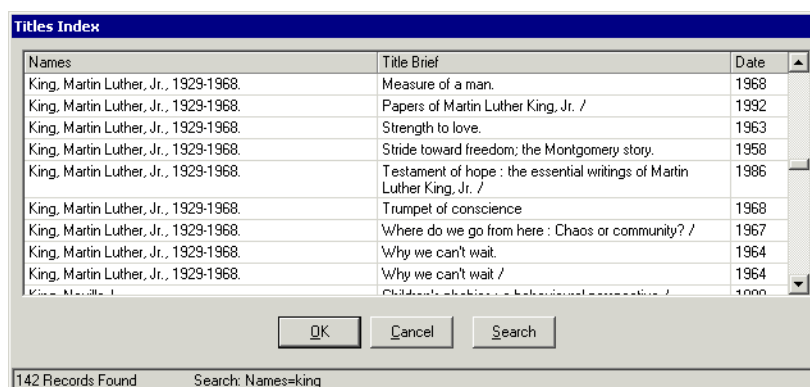 Titles Index
Names Title Brief Date
King, Martin Luther, Jr., 1929-1968. Measure of a man. 1968
King, Martin Luther, Jr., 1929-1968. Papers of Martin Luther King, Jr. / 1992
King, Martin Luther, Jr., 1929-1968. Strength to love. 1963
King, Martin Luther, Jr., 1929-1968. Stride toward freedom; the Montgomery story. 1958
King, Martin Luther, Jr., 1929-1968. Testament of hope : the essential writings of Martin 1986
Luther King, Jr. /
King, Martin Luther, Jr., 1929-1968. Trumpet of conscience 1968
King, Martin Luther, Jr., 1929-1968. Where do we go from here : Chaos or community? / 1967
King, Martin Luther, Jr., 1929-1968. Why we can't wait. 1964
King, Martin Luther, Jr., 1929-1968. Why we can't wait / 1964
OK Cancel Search
142 Records Found Search: Names=king